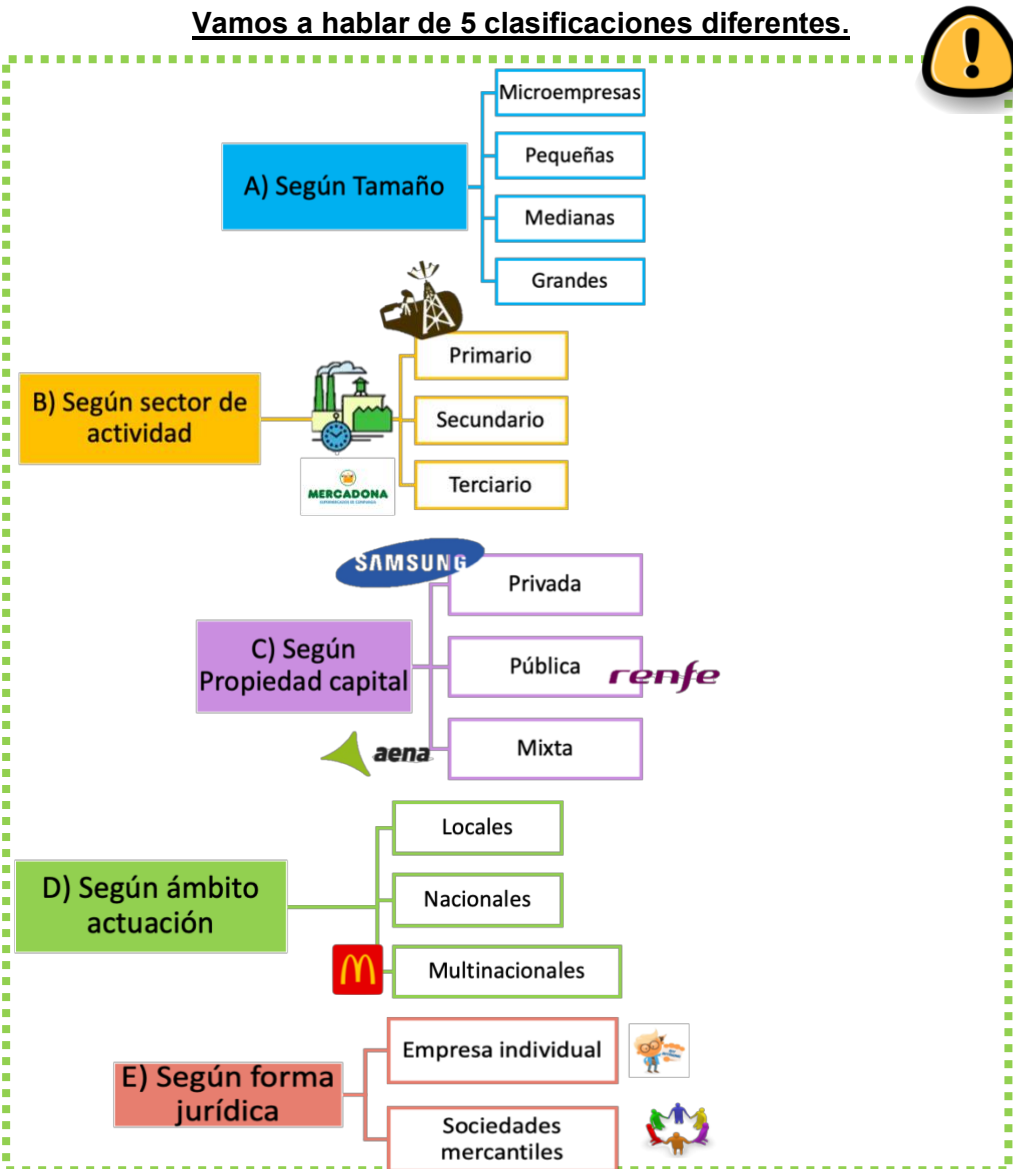 Vamos a hablar de 5 clasificaciones diferentes.
A) Según Tamaño
Microempresas
Pequeñas
Medianas
Grandes
B) Según sector de
actividad
MERCADONA
Primario
Secundario
Terciario
C) Según
Propiedad capital
SAMSUNG
Privada
Pública
renfe
aena
Mixta
D) Según ámbito
actuación
Locales
Nacionales
Multinacionales
E) Según forma
jurídica
Empresa individual
Sociedades
mercantiles